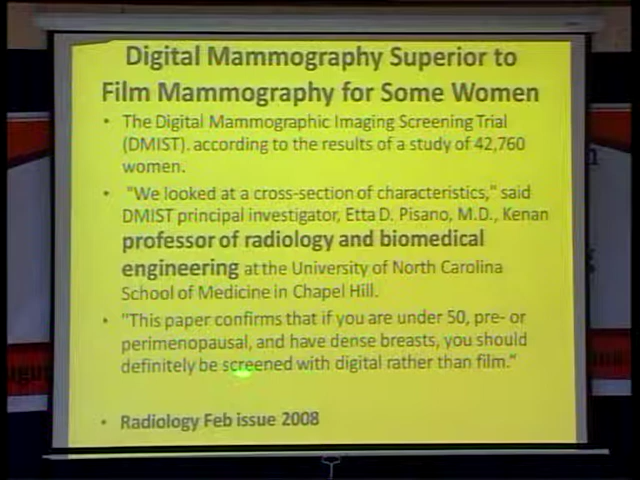 Digital Mammography Superior to
Film Mammography for Some Women
• The Digital Mammographic Imaging Screening Trial
(DMIST). according to the results of a study of 42,760
women.
• "We looked at a cross-section of characteristics," said
DMIST principal investigator, Etta D. Pisano, M.D., Kenan
professor of radiology and biomedical
engineering at the University of North Carolina
School of Medicine in Chapel Hill.
• "This paper confirms that if you are under 50, pre- or
perimenopausal, and have dense breasts, you should
definitely be screened with digital rather than film."
• Radiology Feb issue 2008